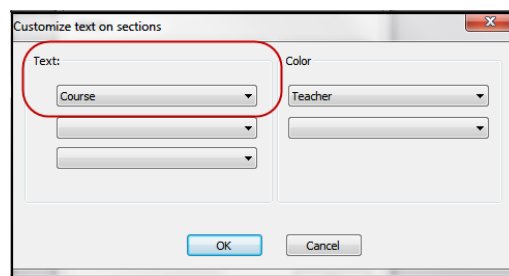 Customize text on sections
Text:
Color
Course
Teacher
OK
Cancel